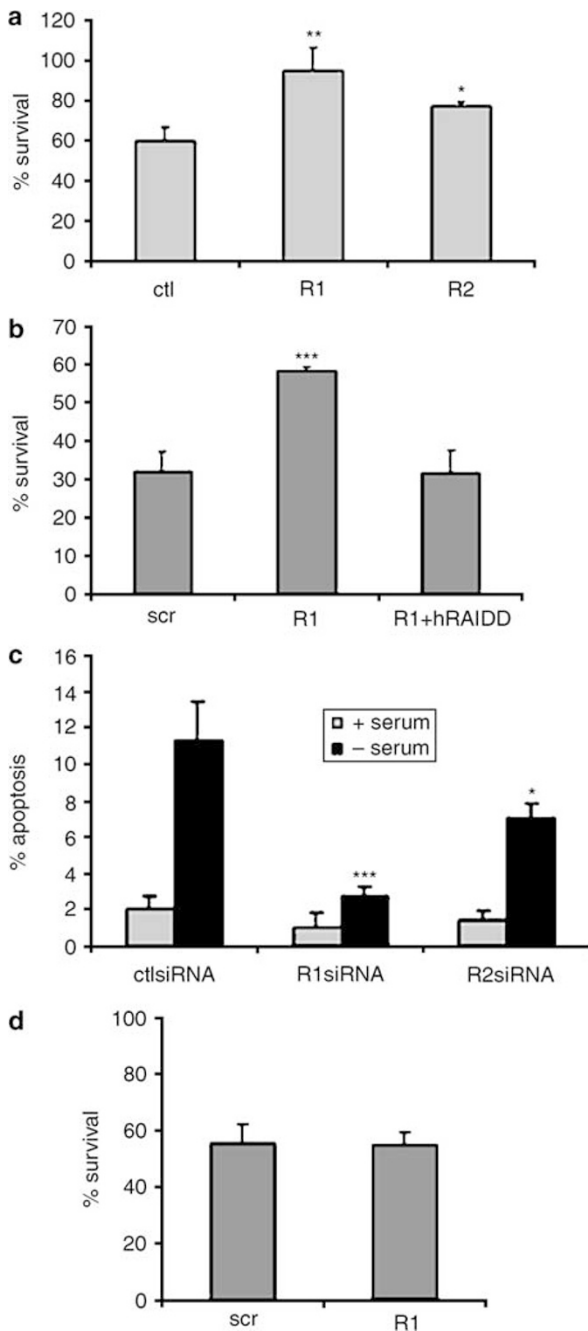 a
120
100
80
60
40
20
0
% survival
**
*
ctl R1 R2
b
70
60
50
40
30
20
10
0
% survival
***
scr R1 R1+hRAIDD
c
16
14
12
10
8
6
4
2
0
% apoptosis
+ serum
− serum
***
*
ctlsiRNA R1siRNA R2siRNA
d
100
80
60
40
20
0
% survival
scr R1